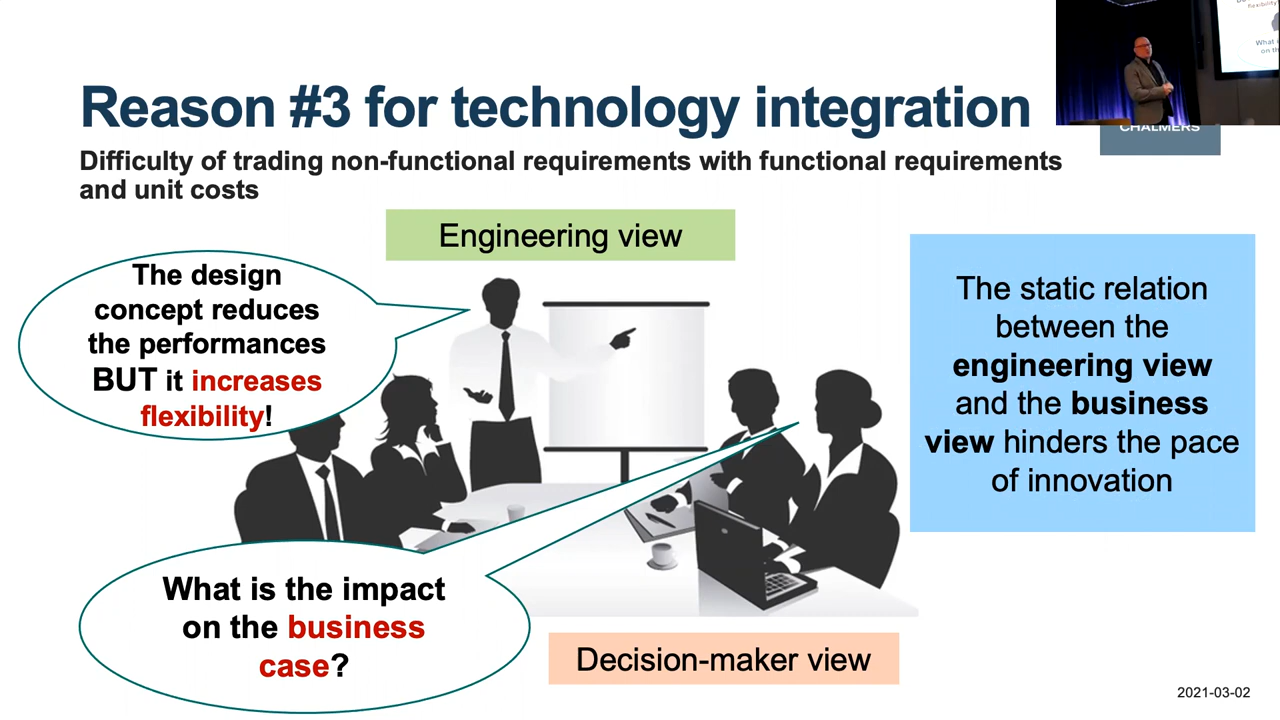 Reason #3 for technology integration
CHALMERS
Difficulty of trading non-functional requirements with functional requirements
and unit costs
Engineering view
The design
concept reduces
the performances
BUT it increases
flexibility!
The static relation
between the
engineering view
and the business
view hinders the pace
of innovation
What is the impact
on the business
case?
Decision-maker view
2021-03-02